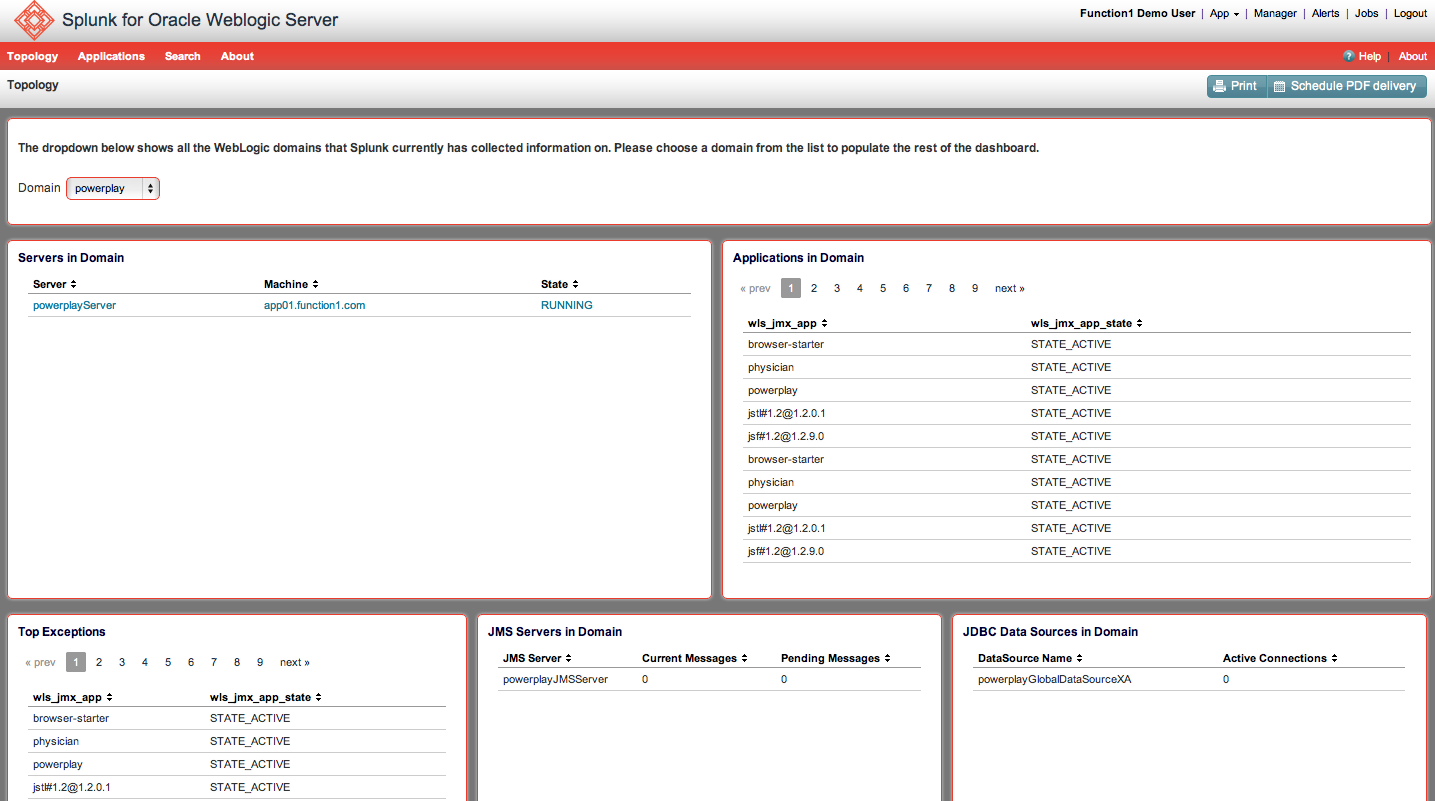 Splunk for Oracle Weblogic Server
Function1 Demo User | App | Manager | Alerts | Jobs | Logout
Topology Applications Search About
? Help | About
Topology
Print Schedule PDF delivery
The dropdown below shows all the WebLogic domains that Splunk currently has collected information on. Please choose a domain from the list to populate the rest of the dashboard.
Domain powerplay
Servers in Domain
Server Machine State
powerplayServer app01.function1.com RUNNING
Applications in Domain
« prev 1 2 3 4 5 6 7 8 9 next »
wls_jmx_app wls_jmx_app_state
browser-starter STATE_ACTIVE
physician STATE_ACTIVE
powerplay STATE_ACTIVE
jstl#1.2@1.2.0.1 STATE_ACTIVE
jsf#1.2@1.2.9.0 STATE_ACTIVE
browser-starter STATE_ACTIVE
physician STATE_ACTIVE
powerplay STATE_ACTIVE
jstl#1.2@1.2.0.1 STATE_ACTIVE
jsf#1.2@1.2.9.0 STATE_ACTIVE
Top Exceptions
« prev 1 2 3 4 5 6 7 8 9 next »
wls_jmx_app wls_jmx_app_state
browser-starter STATE_ACTIVE
physician STATE_ACTIVE
powerplay STATE_ACTIVE
jstl#1.2@1.2.0.1 STATE_ACTIVE
JMS Servers in Domain
JMS Server Current Messages Pending Messages
powerplayJMSServer 0 0
JDBC Data Sources in Domain
DataSource Name Active Connections
powerplayGlobalDataSourceXA 0